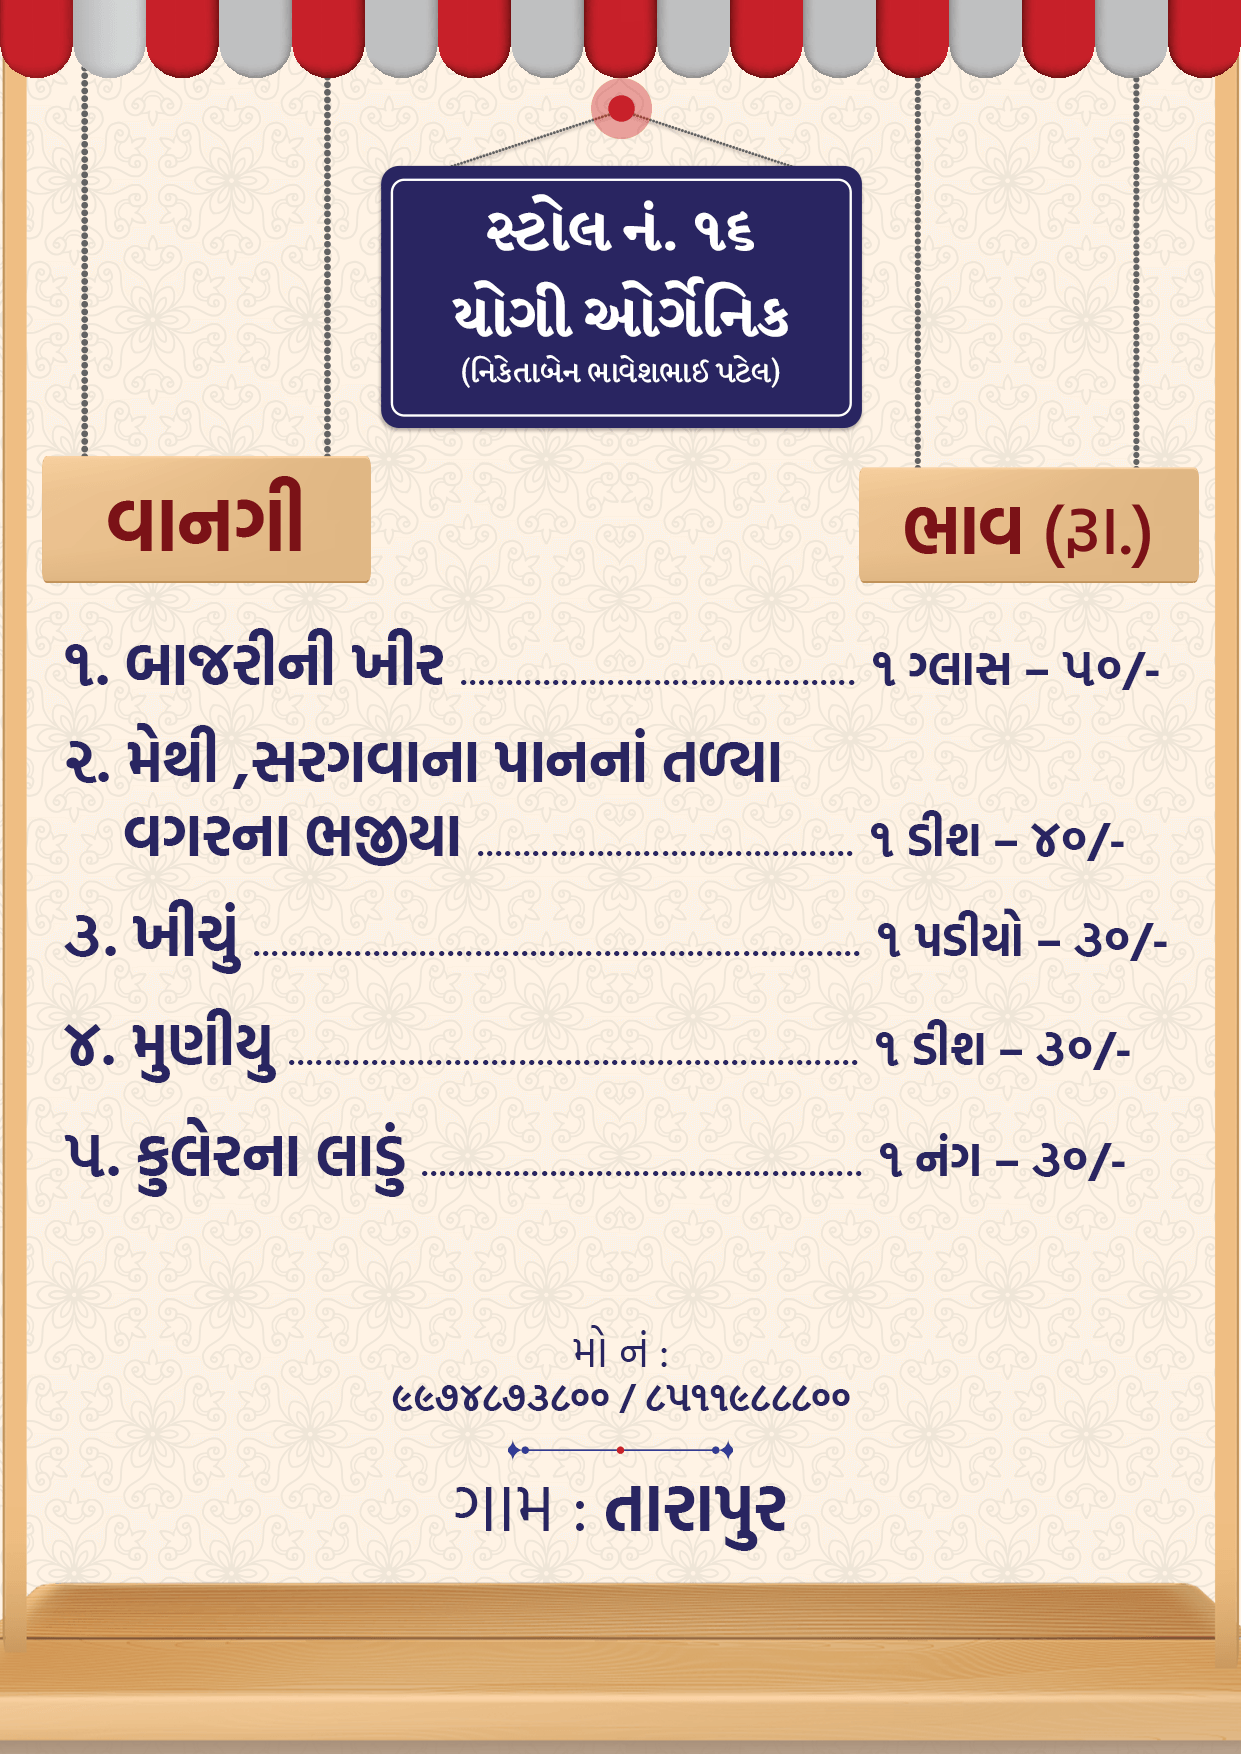 સ્ટોલ નં. ૧૬
યોગી ઓર્ગેનિક
(નિકેતાબેન ભાવેશભાઈ પટેલ)
વાનગી
ભાવ (રૂા.)
૧. બાજરીની ખીર ........................................ ૧ ગ્લાસ – ૫૦/-
૨. મેથી ,સરગવાના પાનનાં તળ્યા
વગરના ભજીયા ........................................ ૧ ડીશ – ૪૦/-
૩. ખીચું ........................................ ૧ પડીયો – ૩૦/-
૪. મુણીયુ ........................................ ૧ ડીશ – ૩૦/-
૫. કુલેરના લાડું ........................................ ૧ નંગ – ૩૦/-
મો નં :
૯૯૭૪૮૭૩૮૦૦ / ૮૫૧૧૯૮૮૮૦૦
ગામ : તારાપુર